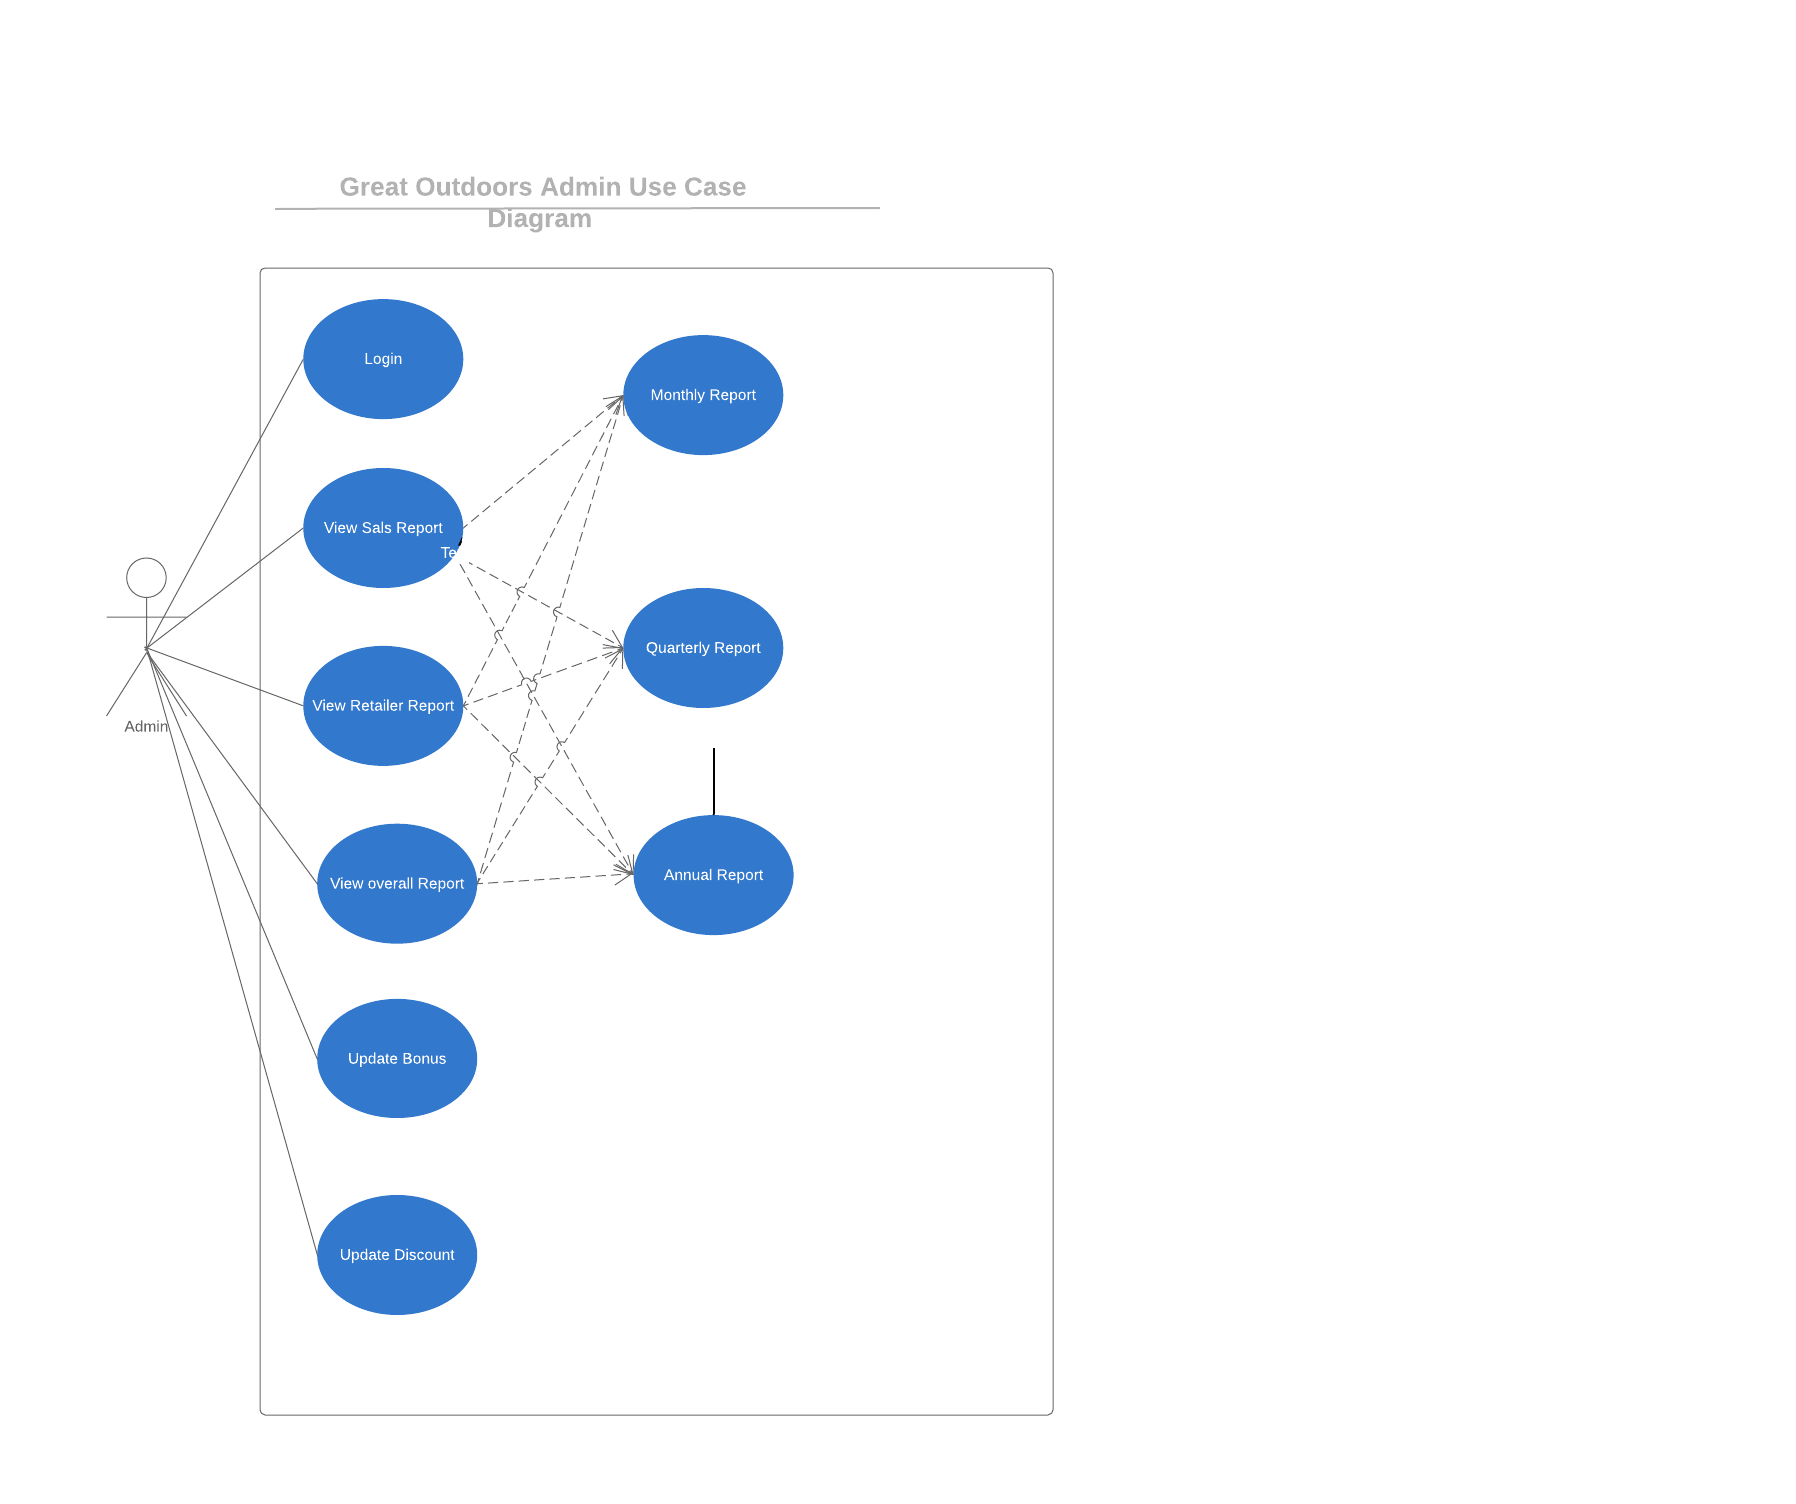 Great Outdoors Admin Use Case
Diagram
Login
Monthly Report
View Sals Report
Quarterly Report
View Retailer Report
Admin
Annual Report
View overall Report
Update Bonus
Update Discount